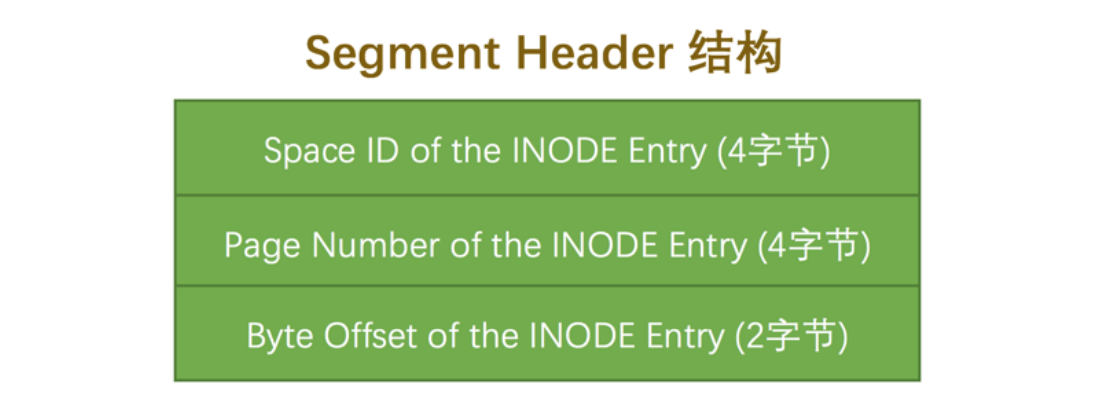 Segment Header 结构
Space ID of the INODE Entry (4字节)
Page Number of the INODE Entry (4字节)
Byte Offset of the INODE Entry (2字节)